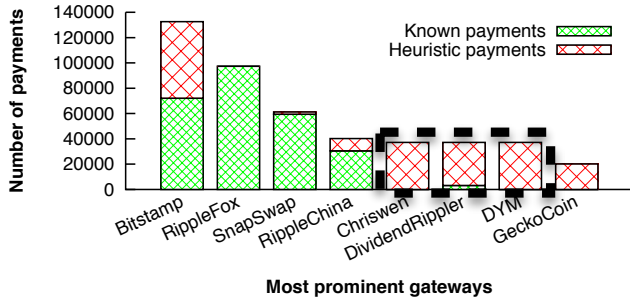 Number of payments
140000
120000
100000
80000
60000
40000
20000
0
Known payments
Heuristic payments
Bitstamp
RippleFox
SnapSwap
RippleChina
Chriswen
DividendRippler
DYM
GeckoCoin
Most prominent gateways